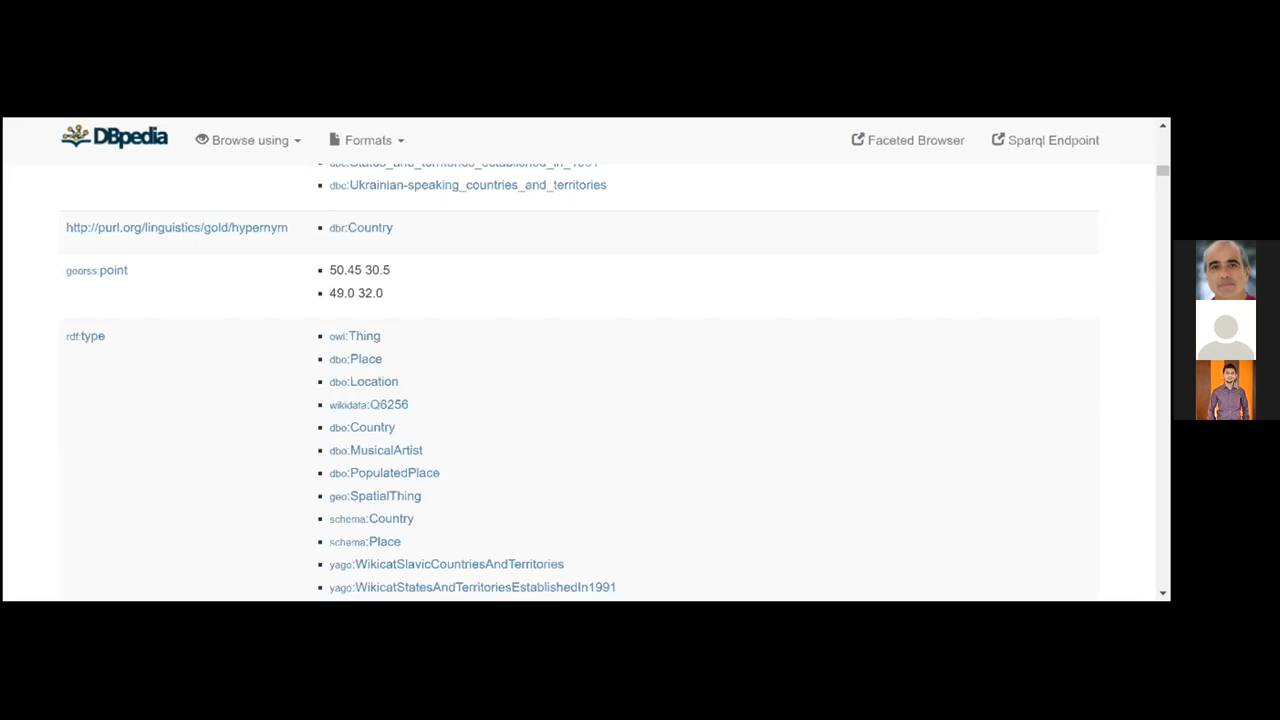 DBpedia Browse using Formats Faceted Browser Sparql Endpoint
dbc:States_and_territories_established_in_1991
dbc:Ukrainian-speaking_countries_and_territories
http://purl.org/linguistics/gold/hypernym dbr:Country
georss:point 50.45 30.5
49.0 32.0
rdf:type owl:Thing
dbo:Place
dbo:Location
wikidata:Q6256
dbo:Country
dbo:MusicalArtist
dbo:PopulatedPlace
geo:SpatialThing
schema:Country
schema:Place
yago:WikicatSlavicCountriesAndTerritories
yago:WikicatStatesAndTerritoriesEstablishedIn1991